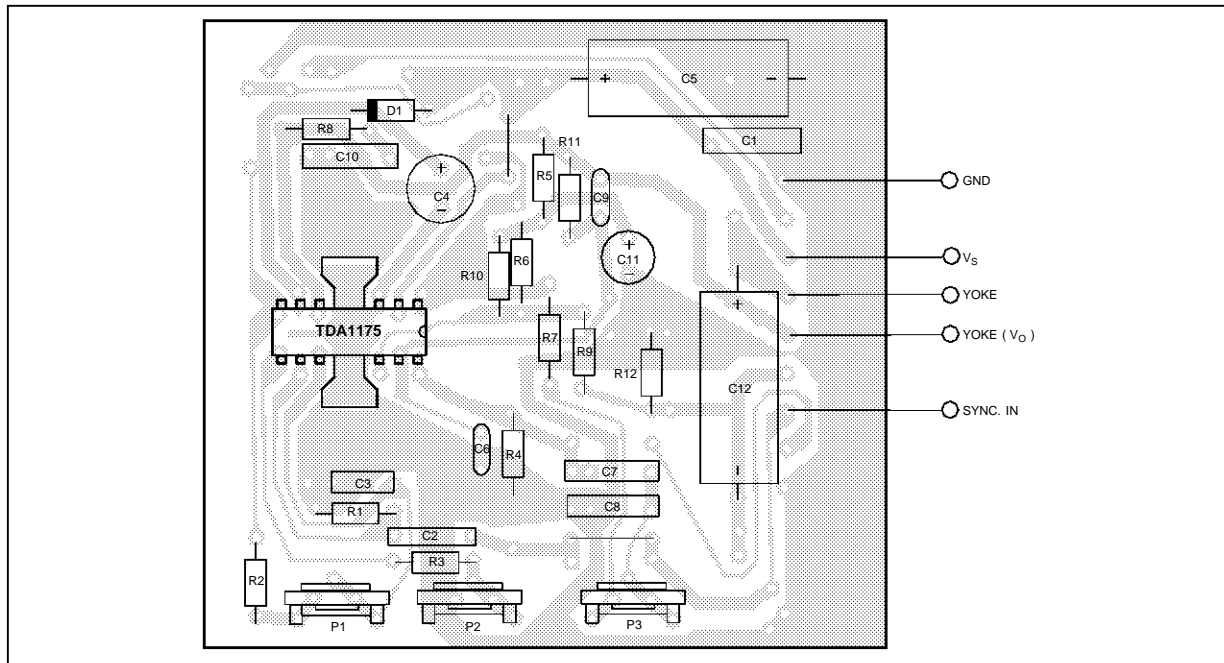 C5
D1
R8
C1
C10
R11
R5
C4
C9
GND
R6
C11
VS
R10
YOKE
TDA1175
YOKE ( VO )
R7
R9
R12
C12
SYNC. IN
C6
R4
C7
C3
C8
R1
C2
R3
R2
P1
P2
P3